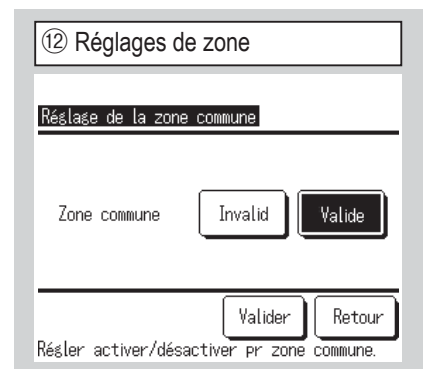 ⑫ Réglages de zone
Réglage de la zone commune
Zone commune Invalid Valide
Valider Retour
Régler activer/désactiver pr zone commune.